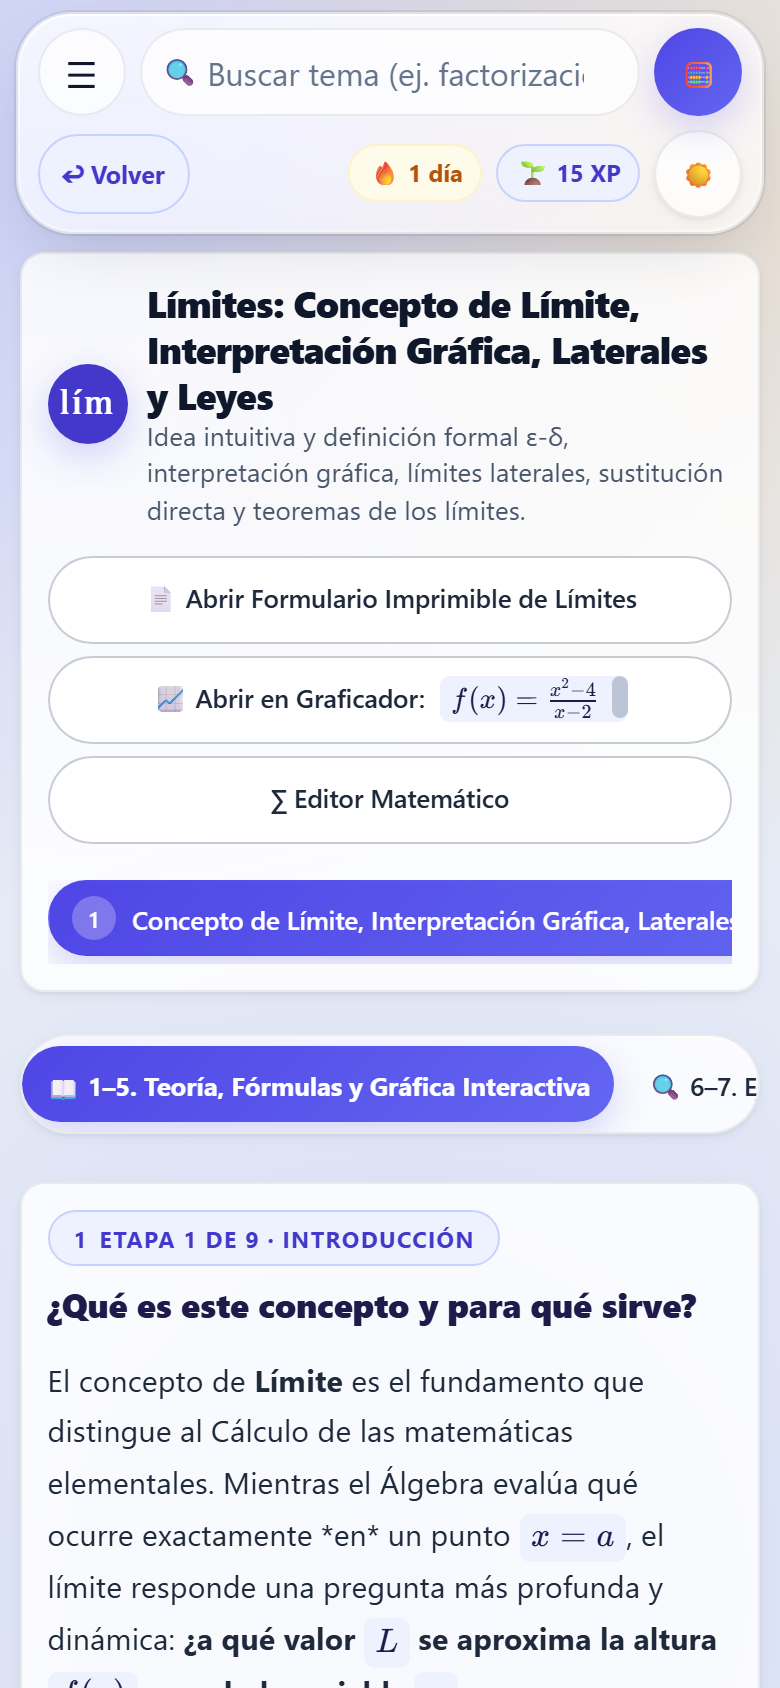 ☰ 🔍 Buscar tema (ej. factorizaci 🧮
↩ Volver 🔥 1 día 🌱 15 XP ☀️
Límites: Concepto de Límite,
Interpretación Gráfica, Laterales
y Leyes
lím
Idea intuitiva y definición formal ε-δ,
interpretación gráfica, límites laterales, sustitución
directa y teoremas de los límites.
📄 Abrir Formulario Imprimible de Límites
📈 Abrir en Graficador: f(x) = \frac{x^2-4}{x-2}
∑ Editor Matemático
1 Concepto de Límite, Interpretación Gráfica, Laterales
📖 1–5. Teoría, Fórmulas y Gráfica Interactiva 🔍 6–7. E
1 ETAPA 1 DE 9 · INTRODUCCIÓN
¿Qué es este concepto y para qué sirve?
El concepto de Límite es el fundamento que
distingue al Cálculo de las matemáticas
elementales. Mientras el Álgebra evalúa qué
ocurre exactamente *en* un punto x = a, el
límite responde una pregunta más profunda y
dinámica: ¿a qué valor L se aproxima la altura